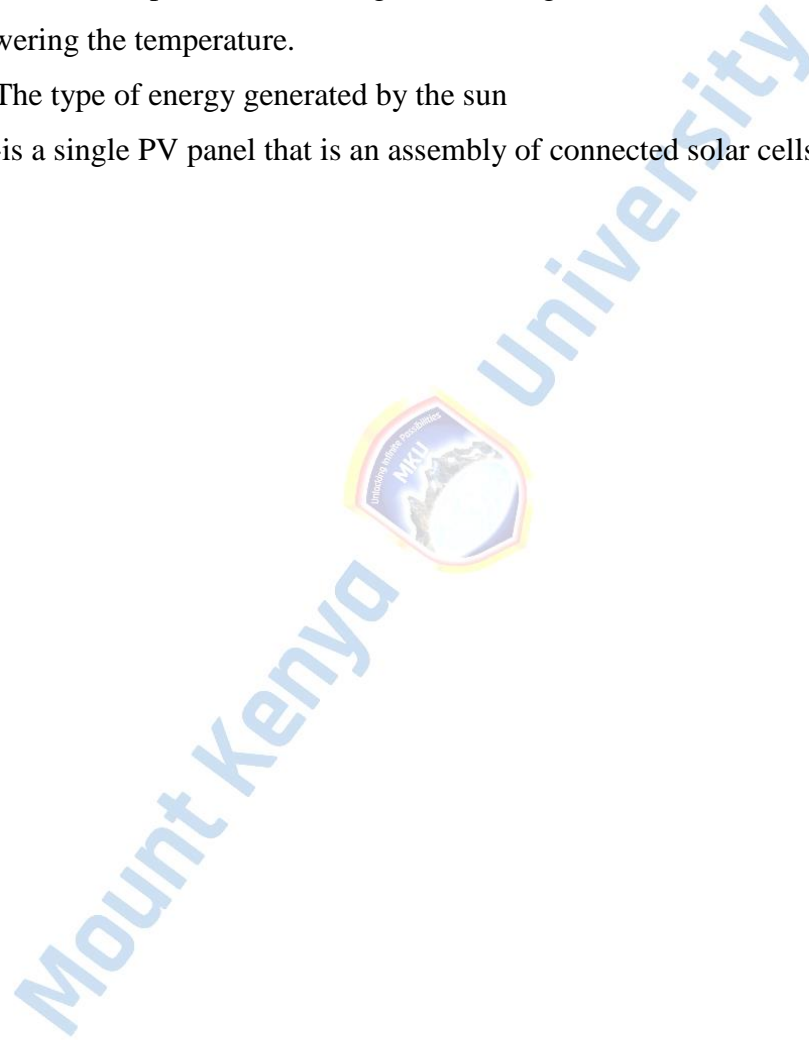 wering the temperature.
The type of energy generated by the sun
is a single PV panel that is an assembly of connected solar cells
Mount Kenya University
Unlocking Infinite Possibilities
MKU